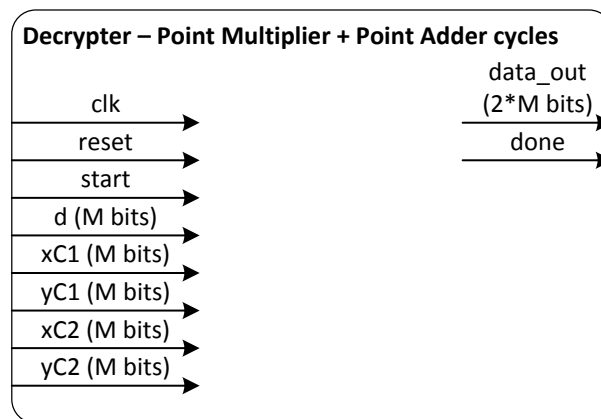 Decrypter – Point Multiplier + Point Adder cycles
clk
reset
start
d (M bits)
xC1 (M bits)
yC1 (M bits)
xC2 (M bits)
yC2 (M bits)
data_out
(2*M bits)
done